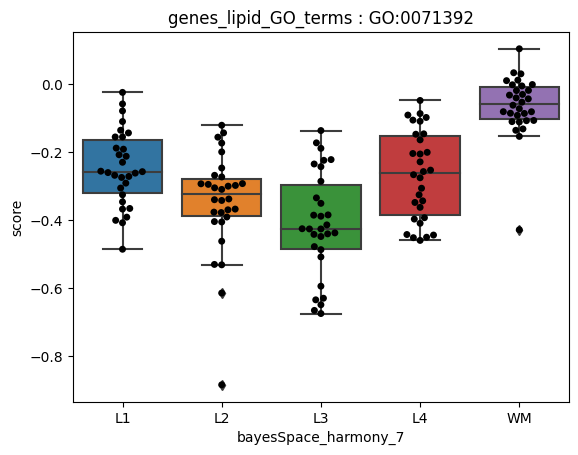 genes_lipid_GO_terms : GO:0071392
score
0.0
−0.2
−0.4
−0.6
−0.8
L1 L2 L3 L4 WM
bayesSpace_harmony_7